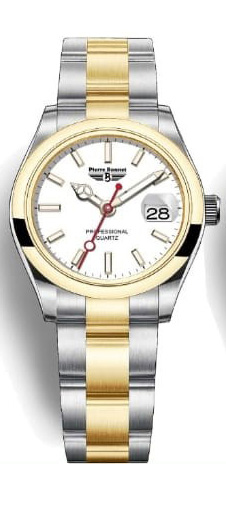 Pierre Bonnet
B
28
PROFESSIONAL
QUARTZ